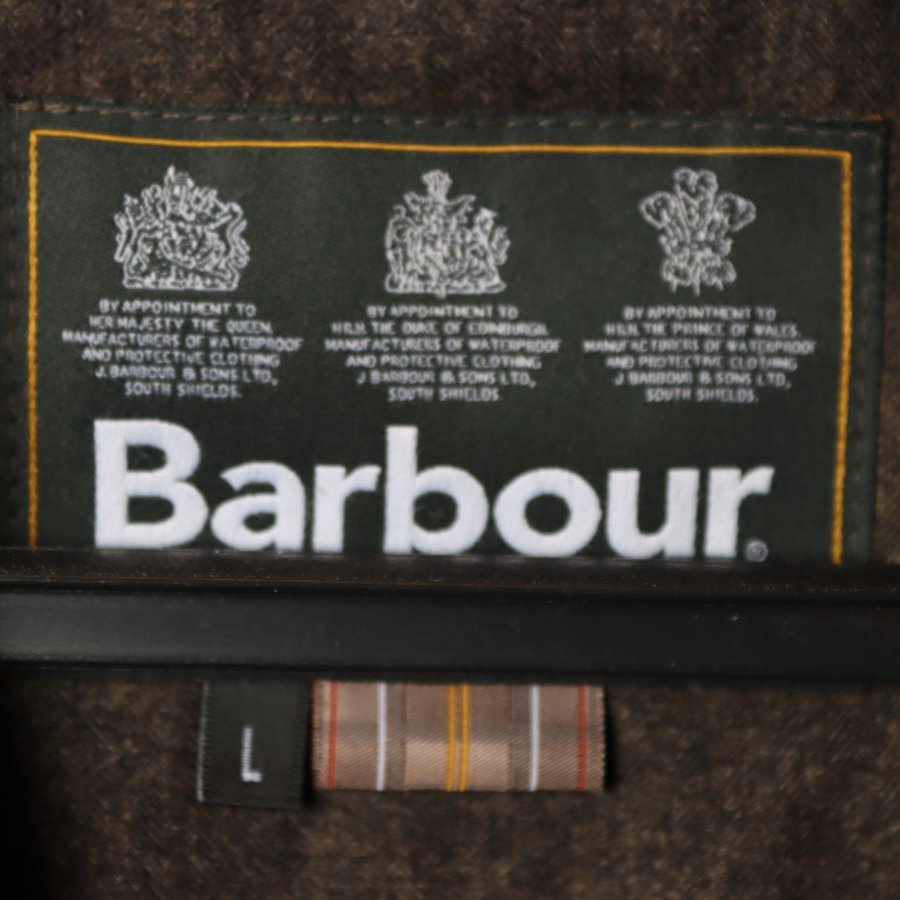 BY APPOINTMENT TO
HER MAJESTY THE QUEEN.
MANUFACTURERS OF WATERPROOF
AND PROTECTIVE CLOTHING
J. BARBOUR & SONS LTD,
SOUTH SHIELDS.
BY APPOINTMENT TO
H.R.H. THE DUKE OF EDINBURGH.
MANUFACTURERS OF WATERPROOF
AND PROTECTIVE CLOTHING
J BARBOUR & SONS LTD,
SOUTH SHIELDS.
BY APPOINTMENT TO
H.R.H. THE PRINCE OF WALES.
MANUFACTURERS OF WATERPROOF
AND PROTECTIVE CLOTHING
J BARBOUR & SONS LTD,
SOUTH SHIELDS.
Barbour®
L